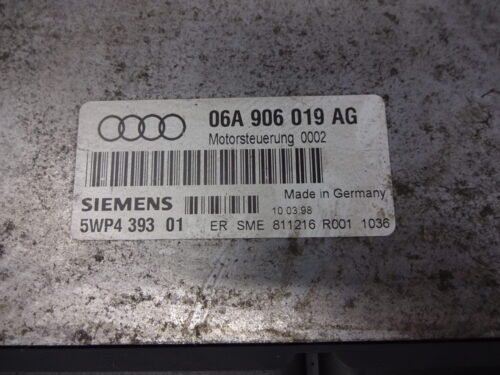 06A 906 019 AG
Motorsteuerung 0002
SIEMENS
Made in Germany
10 03.98
5WP4 393 01 ER SME 811216 R001 1036